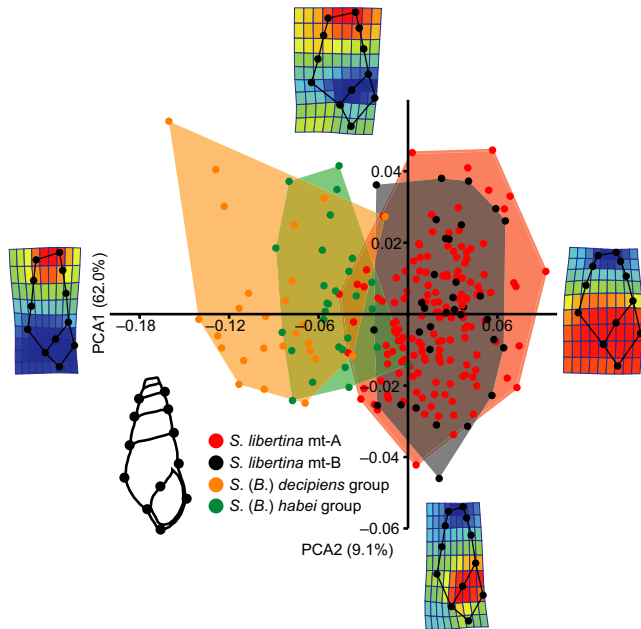 0.04
0.02
PCA1 (62.0%)
−0.18
−0.12
−0.06
0.06
−0.02
S. libertina mt-A
S. libertina mt-B
−0.04
S. (B.) decipiens group
S. (B.) habei group
−0.06
PCA2 (9.1%)